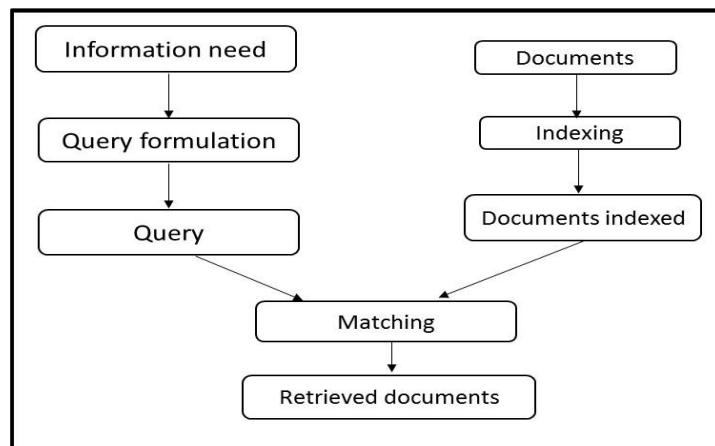 Information need
Documents
Query formulation
Indexing
Query
Documents indexed
Matching
Retrieved documents